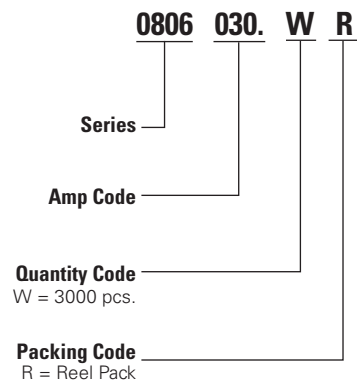 0806 030. W R
Series
Amp Code
Quantity Code
W = 3000 pcs.
Packing Code
R = Reel Pack